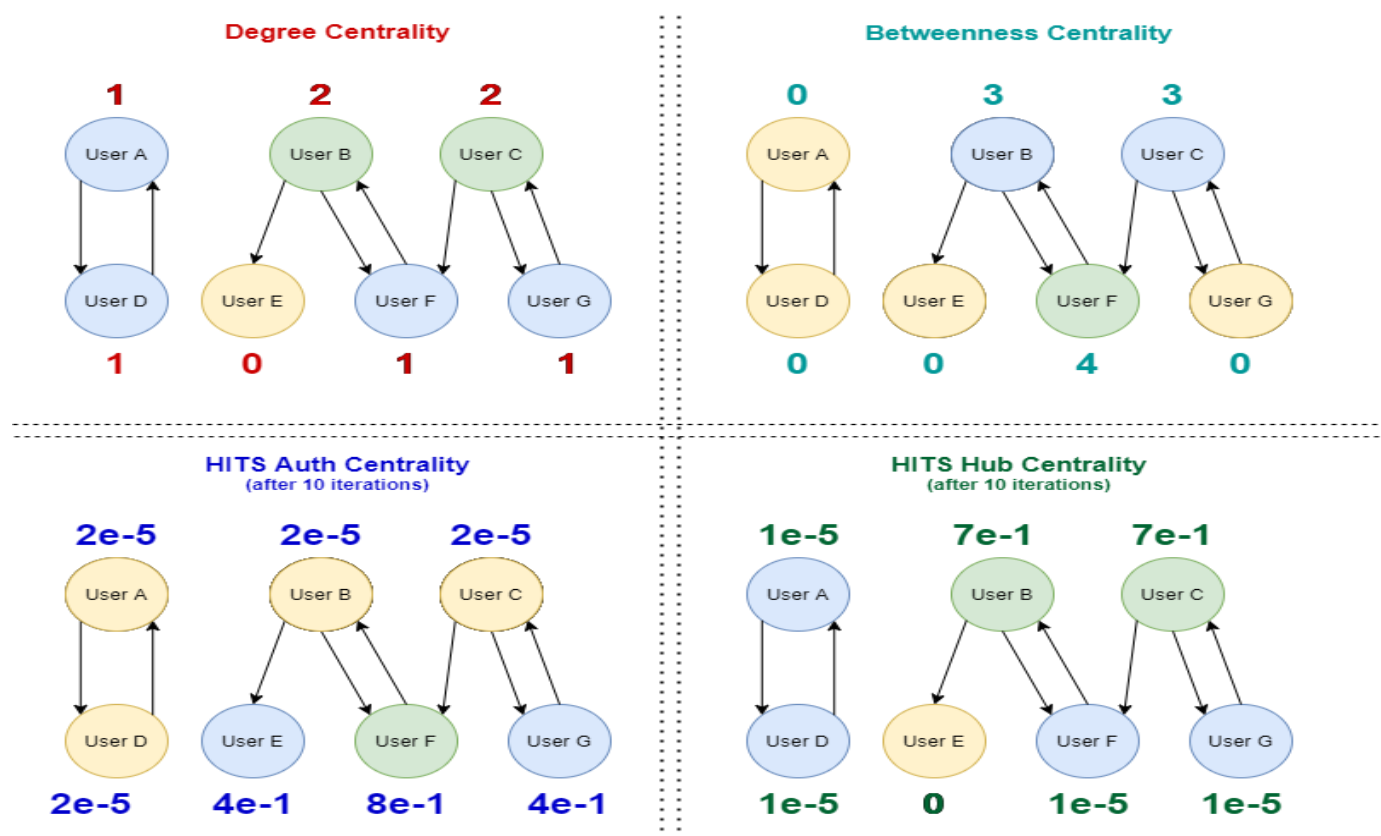 Degree Centrality
1 2 2
User A User B User C
User D User E User F User G
1 0 1 1
Betweenness Centrality
0 3 3
User A User B User C
User D User E User F User G
0 0 4 0
HITS Auth Centrality
(after 10 iterations)
2e-5 2e-5 2e-5
User A User B User C
User D User E User F User G
2e-5 4e-1 8e-1 4e-1
HITS Hub Centrality
(after 10 iterations)
1e-5 7e-1 7e-1
User A User B User C
User D User E User F User G
1e-5 0 1e-5 1e-5